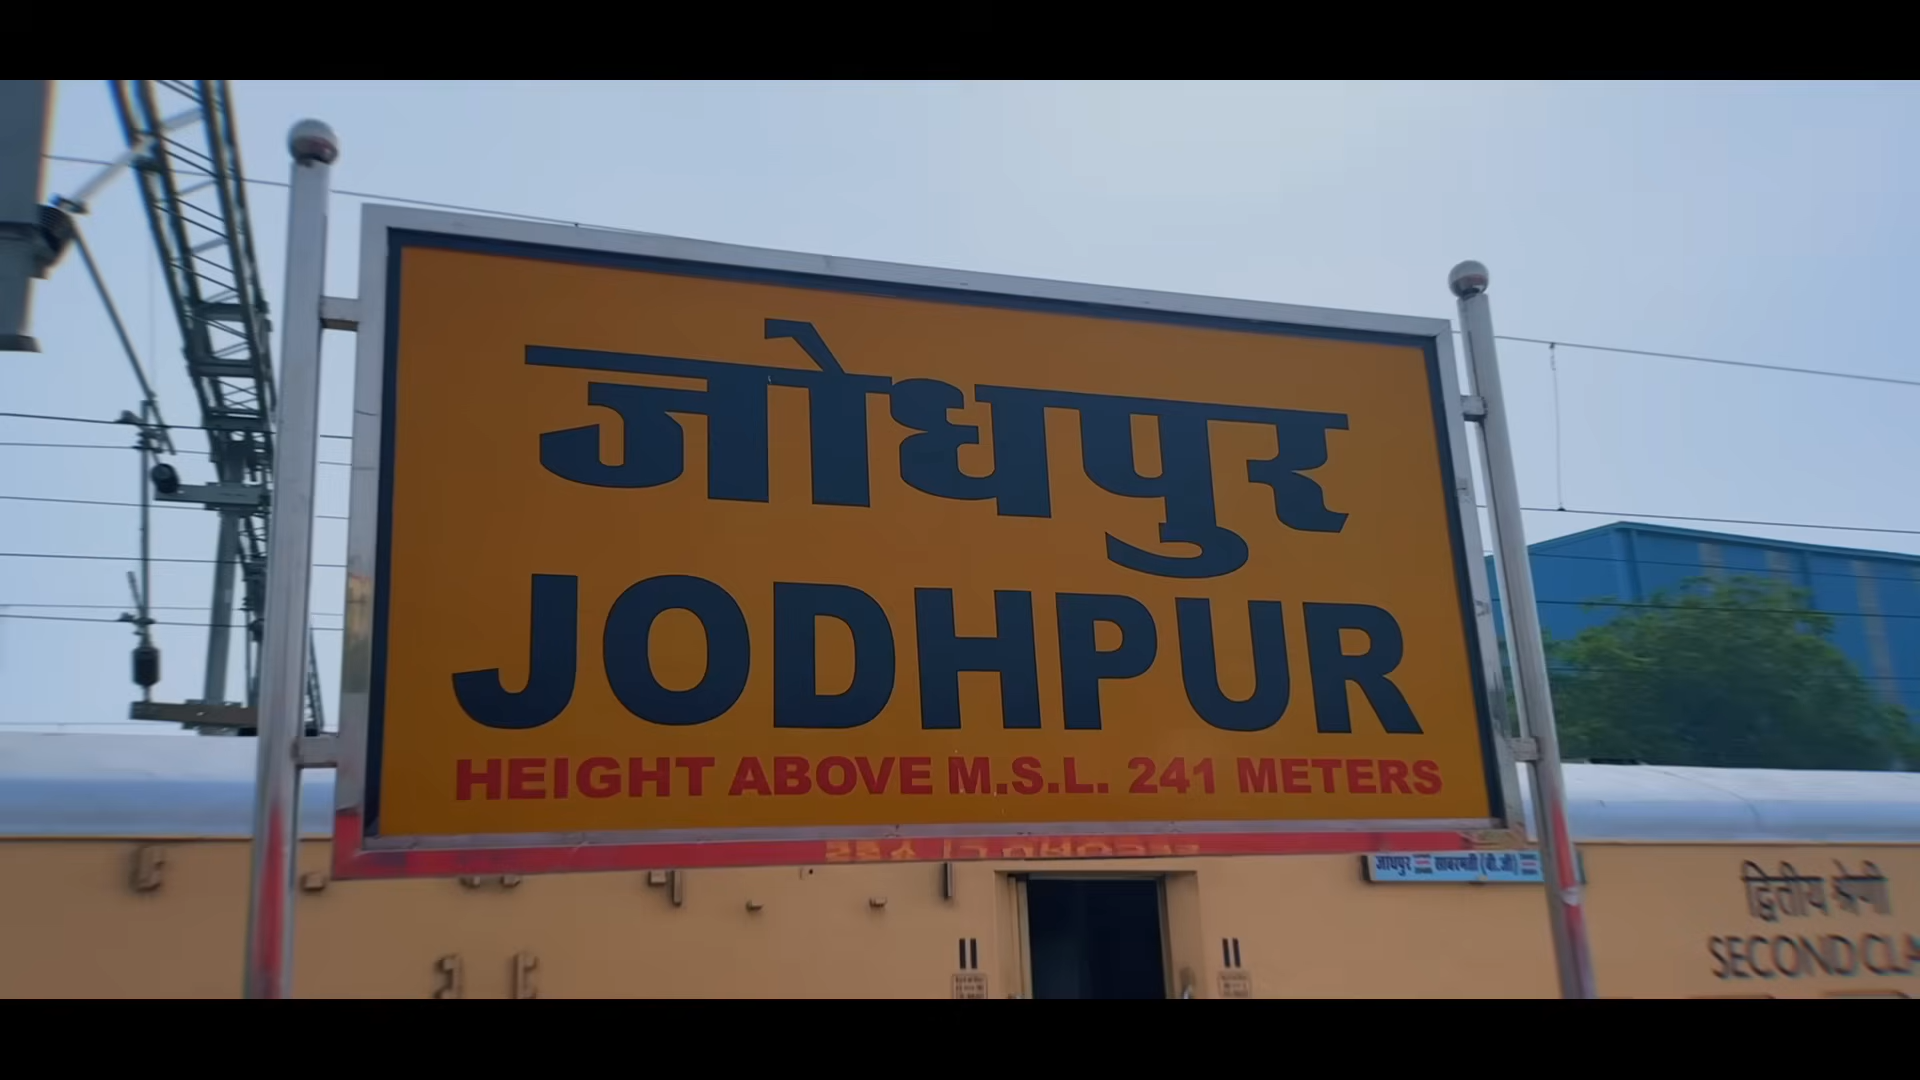 जोधपुर
JODHPUR
HEIGHT ABOVE M.S.L. 241 METERS
जोधपुर साबरमती (बी.जी)
द्वितीय श्रेणी
SECOND CLA